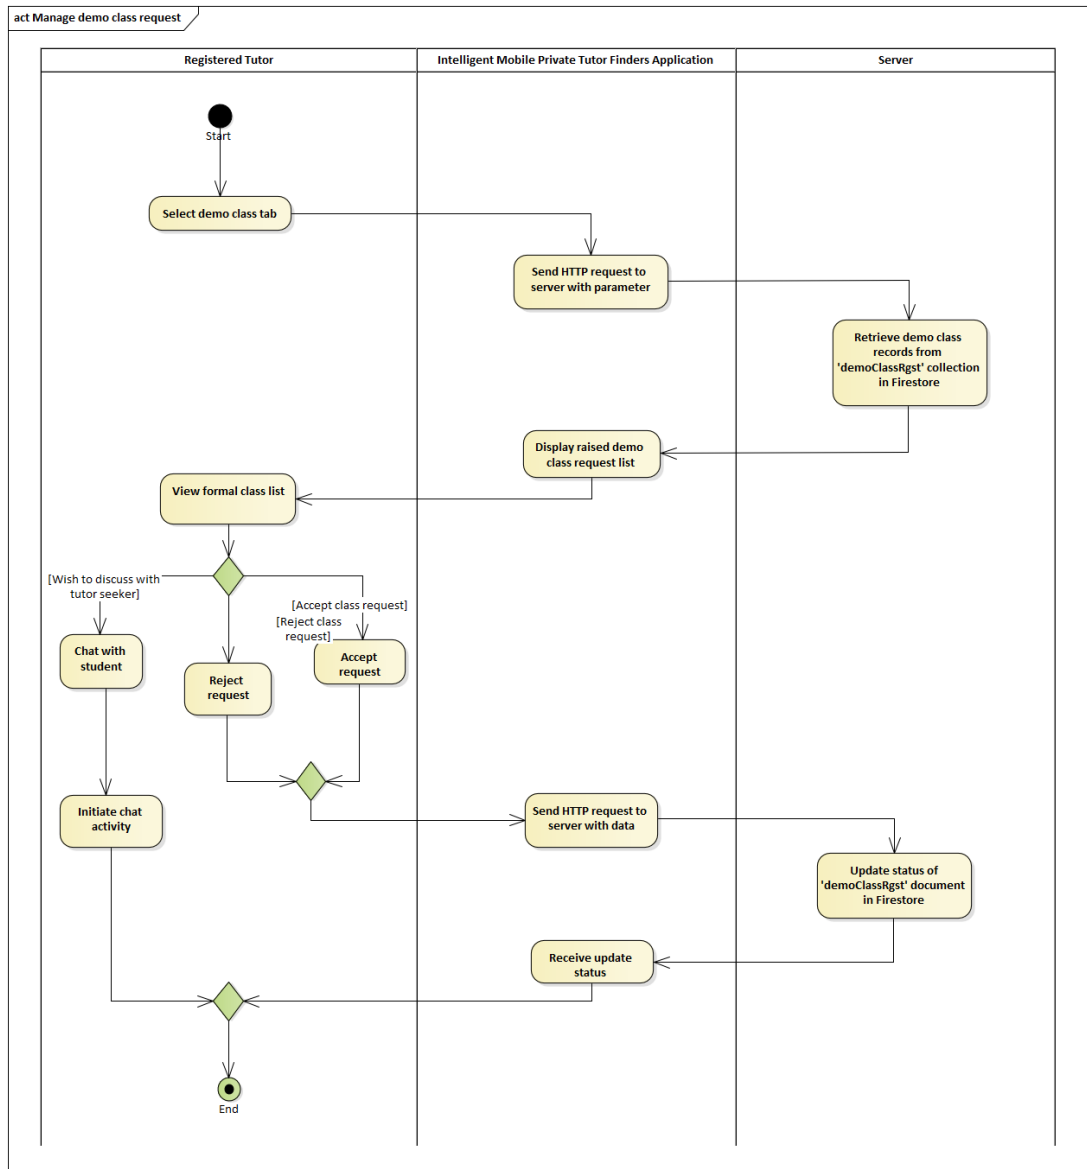 act Manage demo class request
Registered Tutor
Intelligent Mobile Private Tutor Finders Application
Server
Start
Select demo class tab
Send HTTP request to
server with parameter
Retrieve demo class
records from
'demoClassRgst' collection
in Firestore
Display raised demo
class request list
View formal class list
[Wish to discuss with
tutor seeker]
[Accept class request]
[Reject class
request]
Chat with
student
Reject
request
Accept
request
Initiate chat
activity
Send HTTP request to
server with data
Update status of
'demoClassRgst' document
in Firestore
Receive update
status
End